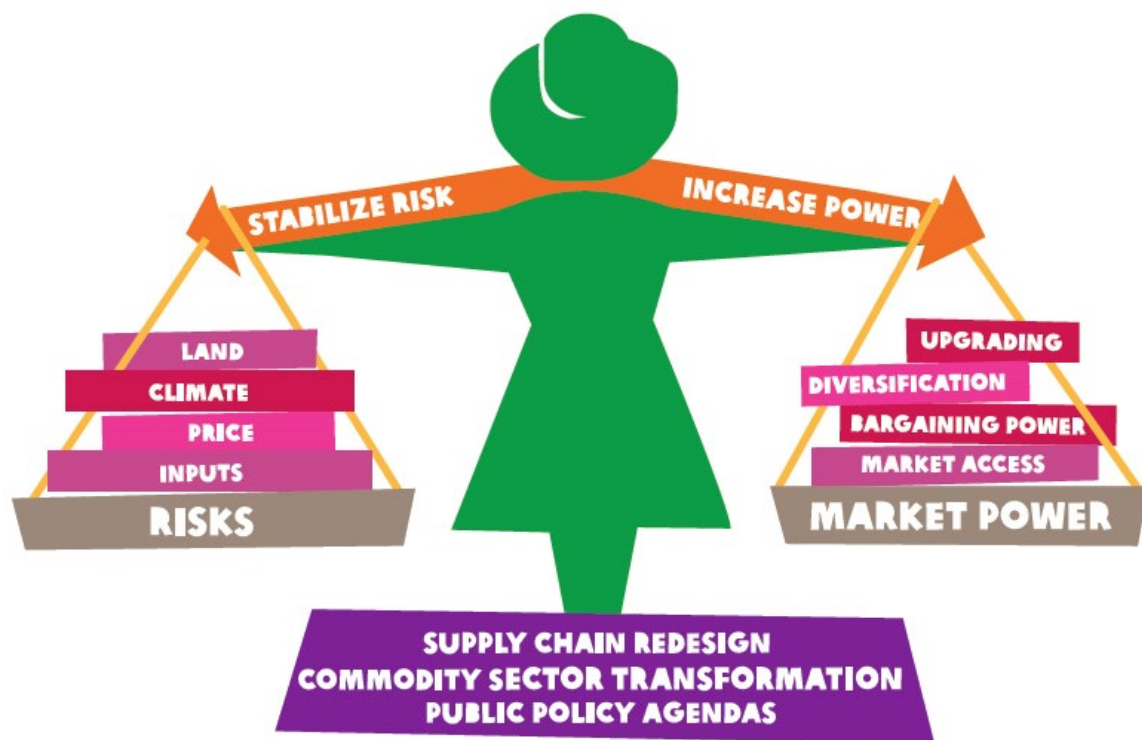 STABILIZE RISK
INCREASE POWER
LAND
CLIMATE
PRICE
INPUTS
RISKS
UPGRADING
DIVERSIFICATION
BARGAINING POWER
MARKET ACCESS
MARKET POWER
SUPPLY CHAIN REDESIGN
COMMODITY SECTOR TRANSFORMATION
PUBLIC POLICY AGENDAS